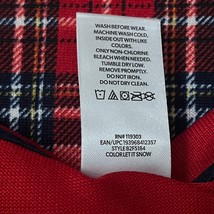 WASH BEFORE WEAR.
MACHINE WASH COLD,
INSIDE OUT WITH LIKE
COLORS.
ONLY NON-CHLORINE
BLEACH WHEN NEEDED.
TUMBLE DRY LOW.
REMOVE PROMPTLY.
DO NOT IRON.
DO NOT DRY CLEAN.
RN# 119303
EAN/UPC 193968412357
STYLE 82F5184
COLOR LET IT SNOW